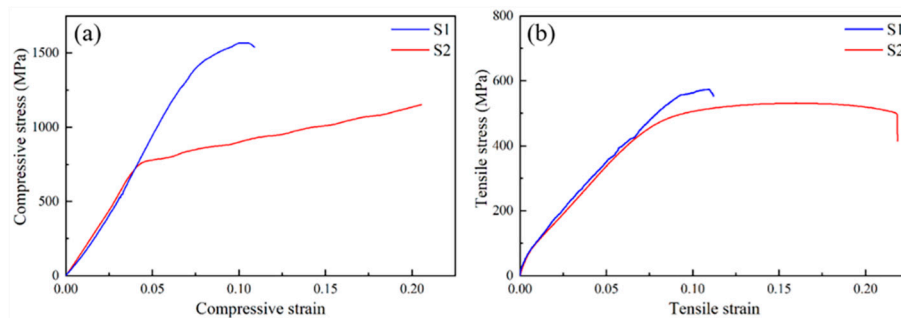 (a)
S1
S2
1500
1000
500
0
0.00
0.05
0.10
0.15
0.20
Compressive strain
Compressive stress (MPa)
(b)
S1
S2
800
600
400
200
0
0.00
0.05
0.10
0.15
0.20
Tensile strain
Tensile stress (MPa)